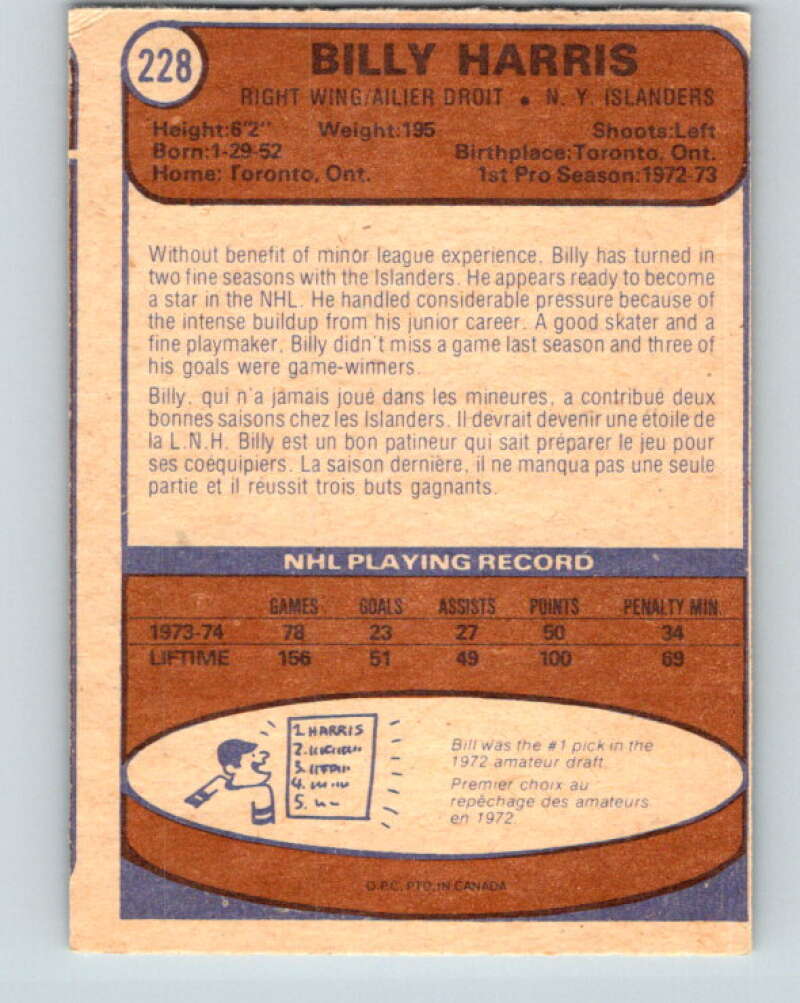 228
BILLY HARRIS
RIGHT WING/AILIER DROIT • N. Y. ISLANDERS
Height:6'2" Weight:195 Shoots:Left
Born:1-29-52 Birthplace:Toronto, Ont.
Home: Toronto, Ont. 1st Pro Season:1972-73
Without benefit of minor league experience, Billy has turned in
two fine seasons with the Islanders. He appears ready to become
a star in the NHL. He handled considerable pressure because of
the intense buildup from his junior career. A good skater and a
fine playmaker, Billy didn't miss a game last season and three of
his goals were game-winners.
Billy, qui n'a jamais joué dans les mineures, a contribué deux
bonnes saisons chez les Islanders. Il devrait devenir une étoile de
la L.N.H. Billy est un bon patineur qui sait préparer le jeu pour
ses coéquipiers. La saison dernière, il ne manqua pas une seule
partie et il réussit trois buts gagnants.
NHL PLAYING RECORD
GAMES GOALS ASSISTS POINTS PENALTY MIN.
1973-74 78 23 27 50 34
LIFTIME 156 51 49 100 69
1. HARRIS
2.
3.
4.
5.
Bill was the #1 pick in the
1972 amateur draft.
Premier choix au
repêchage des amateurs
en 1972.
O.P.C. PTD. IN CANADA